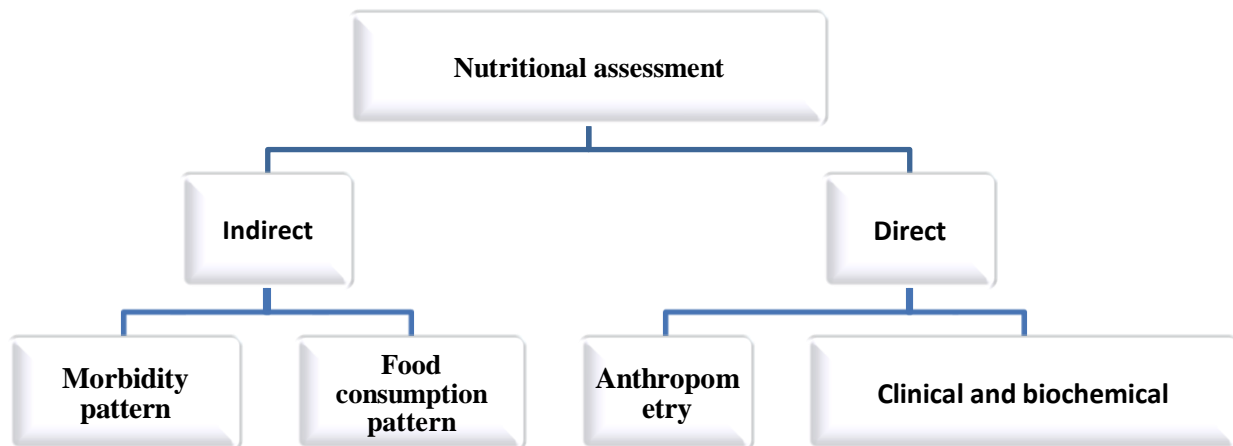 Nutritional assessment
Indirect
Direct
Morbidity
pattern
Food
consumption
pattern
Anthropom
etry
Clinical and biochemical